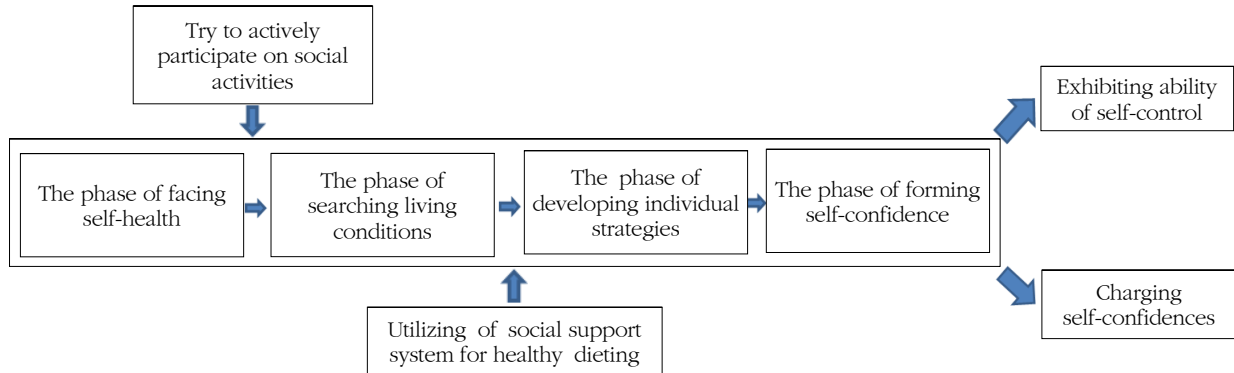 Try to actively
participate on social
activities
Exhibiting ability
of self-control
The phase of facing
self-health
The phase of
searching living
conditions
The phase of
developing individual
strategies
The phase of forming
self-confidence
Utilizing of social support
system for healthy dieting
Charging
self-confidences